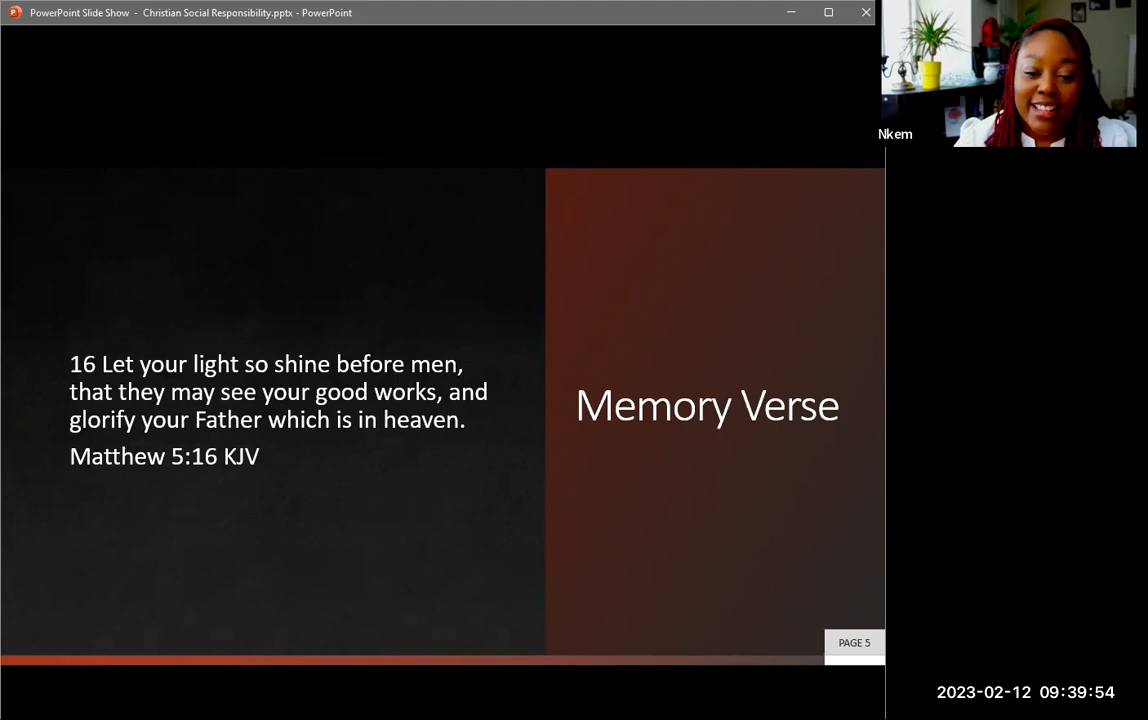 PowerPoint Slide Show - Christian Social Responsibility.pptx - PowerPoint
Nkem
16 Let your light so shine before men,
that they may see your good works, and
glorify your Father which is in heaven.
Matthew 5:16 KJV
Memory Verse
PAGE 5
2023-02-12 09:39:54